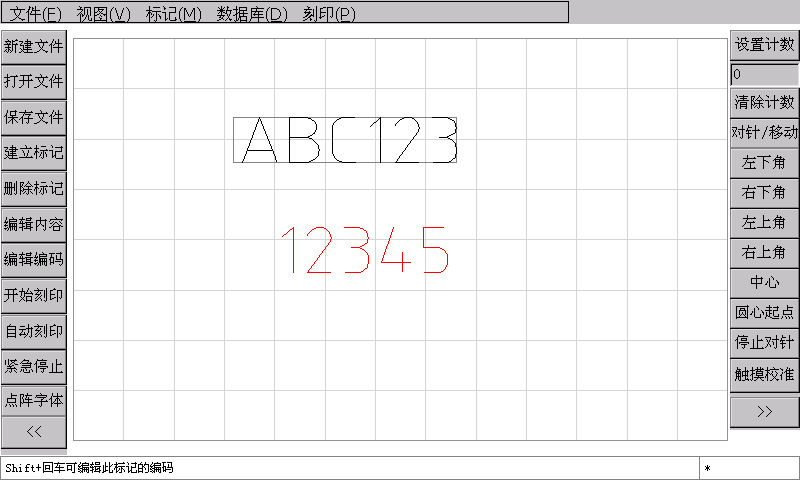 文件(F) 视图(V) 标记(M) 数据库(D) 刻印(P)
新建文件
打开文件
保存文件
建立标记
删除标记
编辑内容
编辑编码
开始刻印
自动刻印
紧急停止
点阵字体
<<
ABC123
12345
设置计数
0
清除计数
对针/移动
左下角
右下角
左上角
右上角
中心
圆心起点
停止对针
触摸校准
>>
Shift+回车可编辑此标记的编码
*